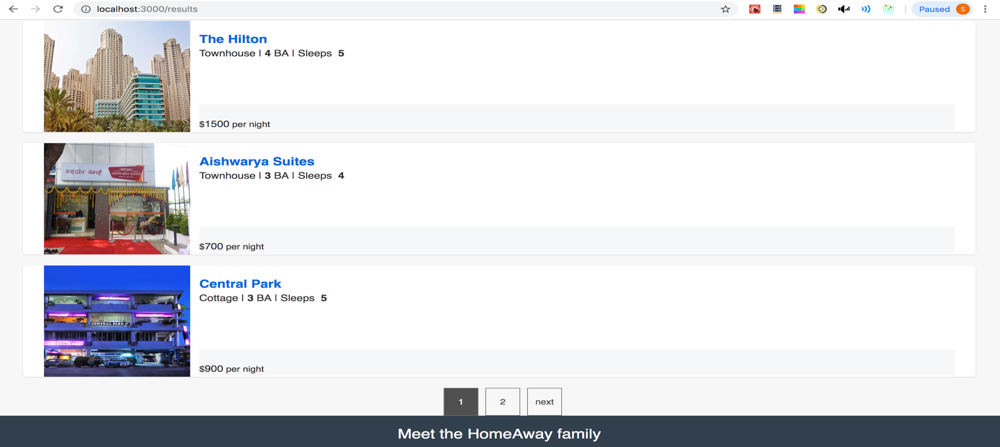 localhost:3000/results
Paused
S
The Hilton
Townhouse | 4 BA | Sleeps 5
$1500 per night
ಐಶ್ವರ್ಯ ಸೂಟ್ಸ್
AISHWARYA SUITES
Aishwarya Suites
Townhouse | 3 BA | Sleeps 4
$700 per night
CENTRAL PARK 17
Central Park
Cottage | 3 BA | Sleeps 5
$900 per night
1 2 next
Meet the HomeAway family